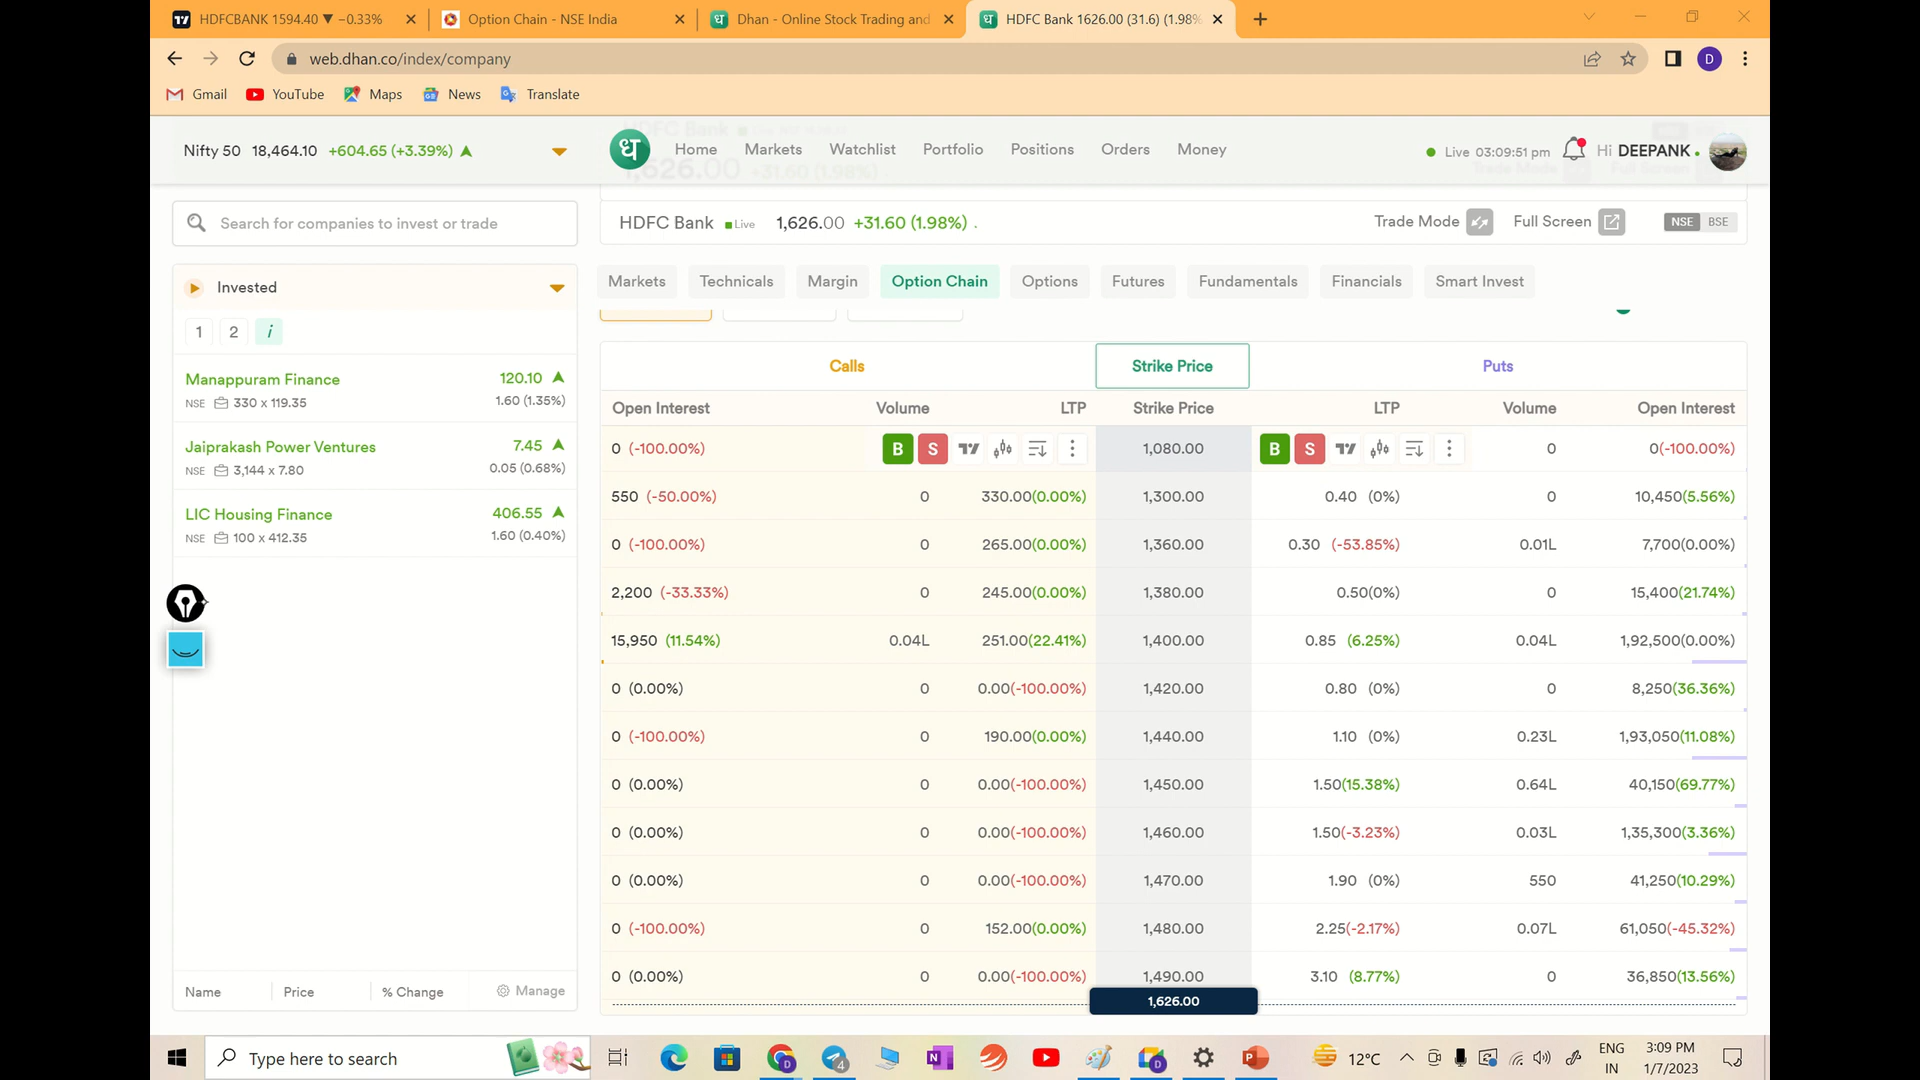 HDFCBANK 1594.40 ▼ −0.33%
Option Chain - NSE India
Dhan - Online Stock Trading and
HDFC Bank 1626.00 (31.6) (1.98%
web.dhan.co/index/company
D
Gmail
YouTube
Maps
News
Translate
Nifty 50 18,464.10 +604.65 (+3.39%)
ध
Home
Markets
Watchlist
Portfolio
Positions
Orders
Money
Live 03:09:51 pm
Hi DEEPANK
Search for companies to invest or trade
HDFC Bank Live 1,626.00 +31.60 (1.98%)
Trade Mode
Full Screen
NSE BSE
Invested
1 2 i
Markets
Technicals
Margin
Option Chain
Options
Futures
Fundamentals
Financials
Smart Invest
Manappuram Finance 120.10
NSE 330 x 119.35 1.60 (1.35%)
Jaiprakash Power Ventures 7.45
NSE 3,144 x 7.80 0.05 (0.68%)
LIC Housing Finance 406.55
NSE 100 x 412.35 1.60 (0.40%)
Name Price % Change Manage
Calls Strike Price Puts
Open Interest Volume LTP Strike Price LTP Volume Open Interest
0 (-100.00%) B S 1,080.00 B S 0 0(-100.00%)
550 (-50.00%) 0 330.00(0.00%) 1,300.00 0.40 (0%) 0 10,450(5.56%)
0 (-100.00%) 0 265.00(0.00%) 1,360.00 0.30 (-53.85%) 0.01L 7,700(0.00%)
2,200 (-33.33%) 0 245.00(0.00%) 1,380.00 0.50(0%) 0 15,400(21.74%)
15,950 (11.54%) 0.04L 251.00(22.41%) 1,400.00 0.85 (6.25%) 0.04L 1,92,500(0.00%)
0 (0.00%) 0 0.00(-100.00%) 1,420.00 0.80 (0%) 0 8,250(36.36%)
0 (-100.00%) 0 190.00(0.00%) 1,440.00 1.10 (0%) 0.23L 1,93,050(11.08%)
0 (0.00%) 0 0.00(-100.00%) 1,450.00 1.50(15.38%) 0.64L 40,150(69.77%)
0 (0.00%) 0 0.00(-100.00%) 1,460.00 1.50(-3.23%) 0.03L 1,35,300(3.36%)
0 (0.00%) 0 0.00(-100.00%) 1,470.00 1.90 (0%) 550 41,250(10.29%)
0 (-100.00%) 0 152.00(0.00%) 1,480.00 2.25(-2.17%) 0.07L 61,050(-45.32%)
0 (0.00%) 0 0.00(-100.00%) 1,490.00 3.10 (8.77%) 0 36,850(13.56%)
1,626.00
Type here to search
12°C
ENG
IN
3:09 PM
1/7/2023